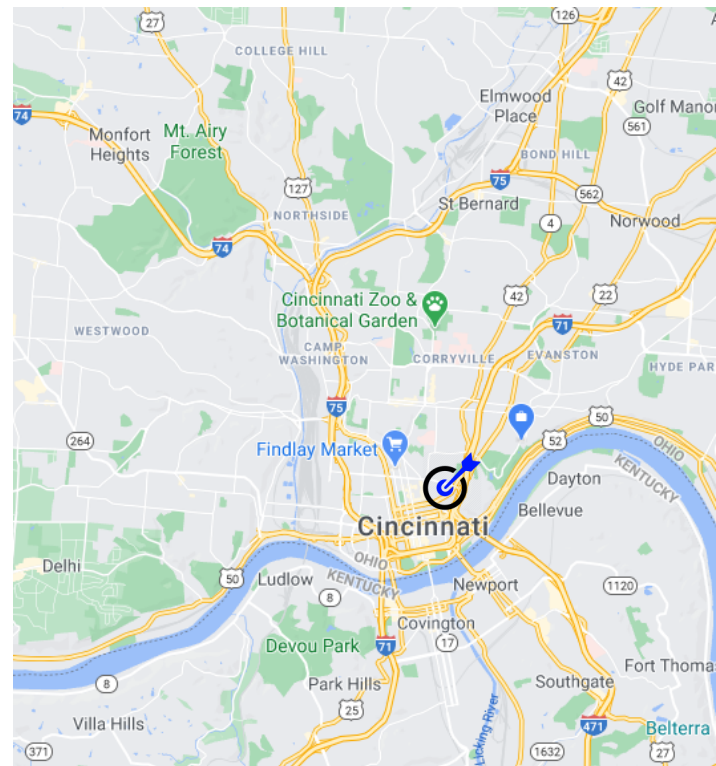 27
126
COLLEGE HILL
42
Elmwood
Place
Golf Manor
74
Monfort
Heights
Mt. Airy
Forest
561
BOND HILL
75
127
562
St Bernard
NORTHSIDE
4
Norwood
74
Cincinnati Zoo &
Botanical Garden
42
22
71
WESTWOOD
CAMP
WASHINGTON
CORRYVILLE
EVANSTON
HYDE PAR
75
50
264
Findlay Market
52
OHIO
KENTUCKY
Dayton
Bellevue
Cincinnati
OHIO
KENTUCKY
Delhi
50
Ludlow
Newport
1120
8
Covington
Devou Park
71
17
Fort Thomas
8
Park Hills
Southgate
25
Villa Hills
Licking River
471
Belterra
371
1632
27